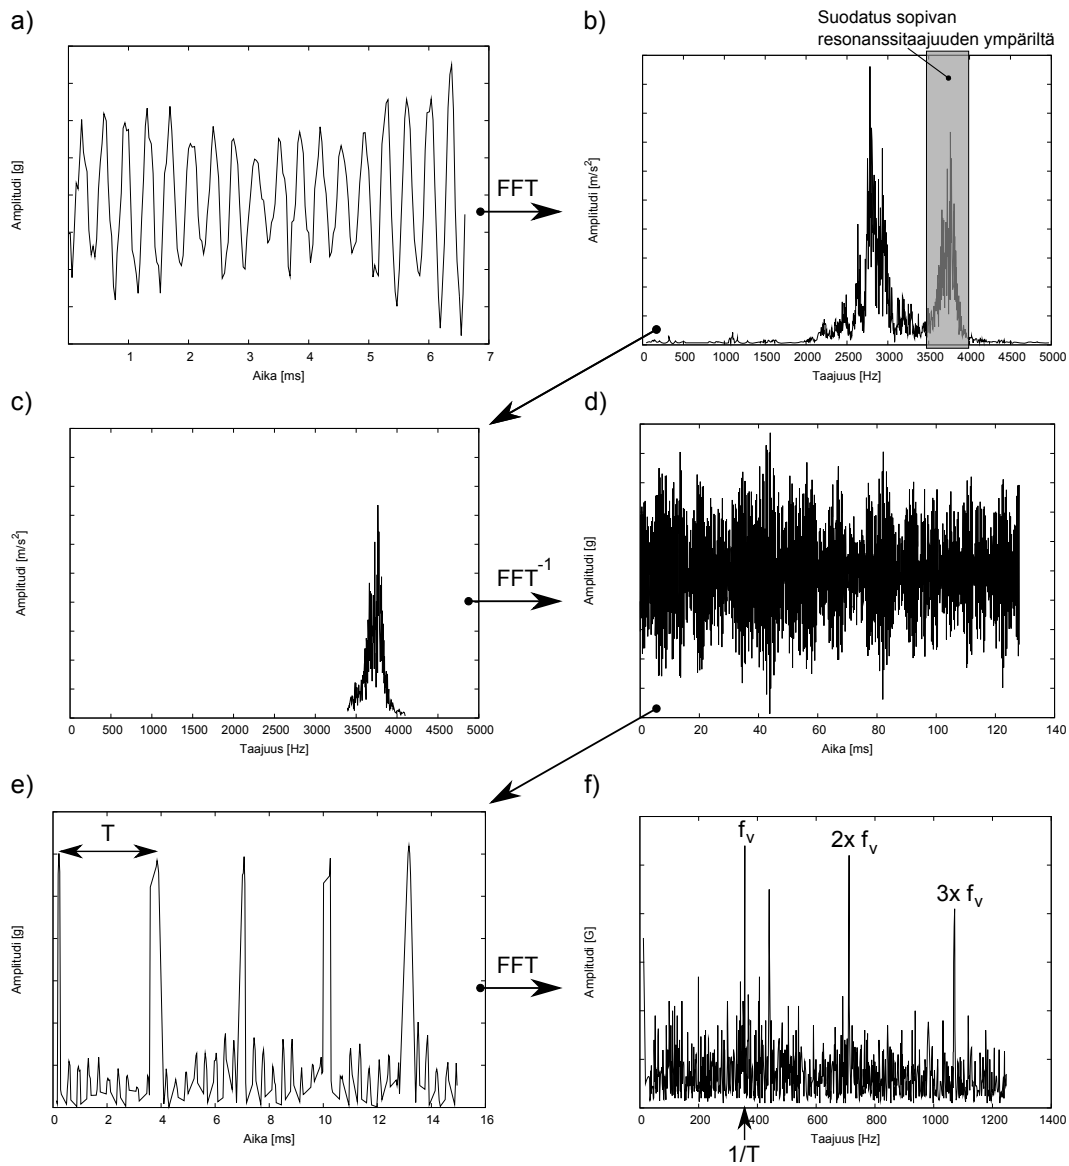 a)
Amplitudi [g]
1 2 3 4 5 6 7
Aika [ms]
FFT
b)
Suodatus sopivan
resonanssitaajuuden ympäriltä
Amplitudi [m/s²]
0 500 1000 1500 2000 2500 3000 3500 4000 4500 5000
Taajuus [Hz]
c)
Amplitudi [m/s²]
0 500 1000 1500 2000 2500 3000 3500 4000 4500 5000
Taajuus [Hz]
FFT⁻¹
d)
Amplitudi [g]
0 20 40 60 80 100 120 140
Aika [ms]
e)
T
Amplitudi [g]
0 2 4 6 8 10 12 14 16
Aika [ms]
FFT
f)
fᵥ
2x fᵥ
3x fᵥ
Amplitudi [G]
0 200 400 600 800 1000 1200 1400
Taajuus [Hz]
1/T